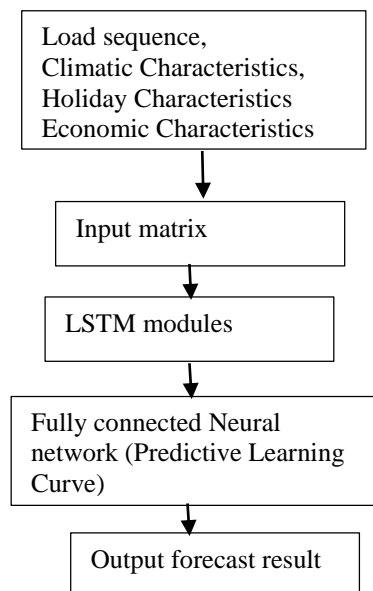 Load sequence,
Climatic Characteristics,
Holiday Characteristics
Economic Characteristics
Input matrix
LSTM modules
Fully connected Neural
network (Predictive Learning
Curve)
Output forecast result